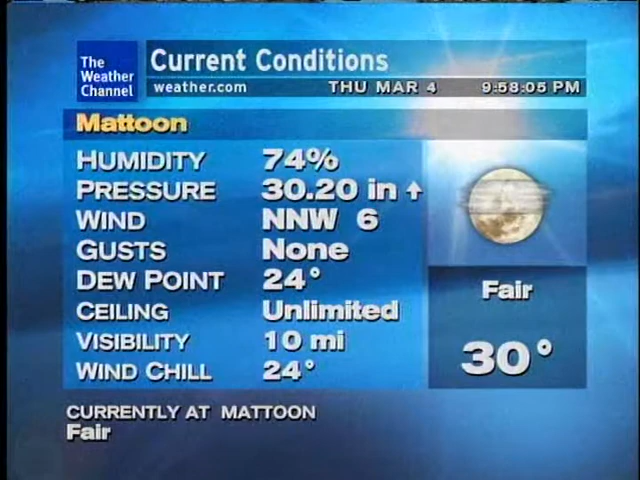 The
Weather
Channel
Current Conditions
weather.com THU MAR 4 9:58:05 PM
Mattoon
HUMIDITY 74%
PRESSURE 30.20 in ↑
WIND NNW 6
GUSTS None
DEW POINT 24°
CEILING Unlimited
VISIBILITY 10 mi
WIND CHILL 24°
Fair
30°
CURRENTLY AT MATTOON
Fair